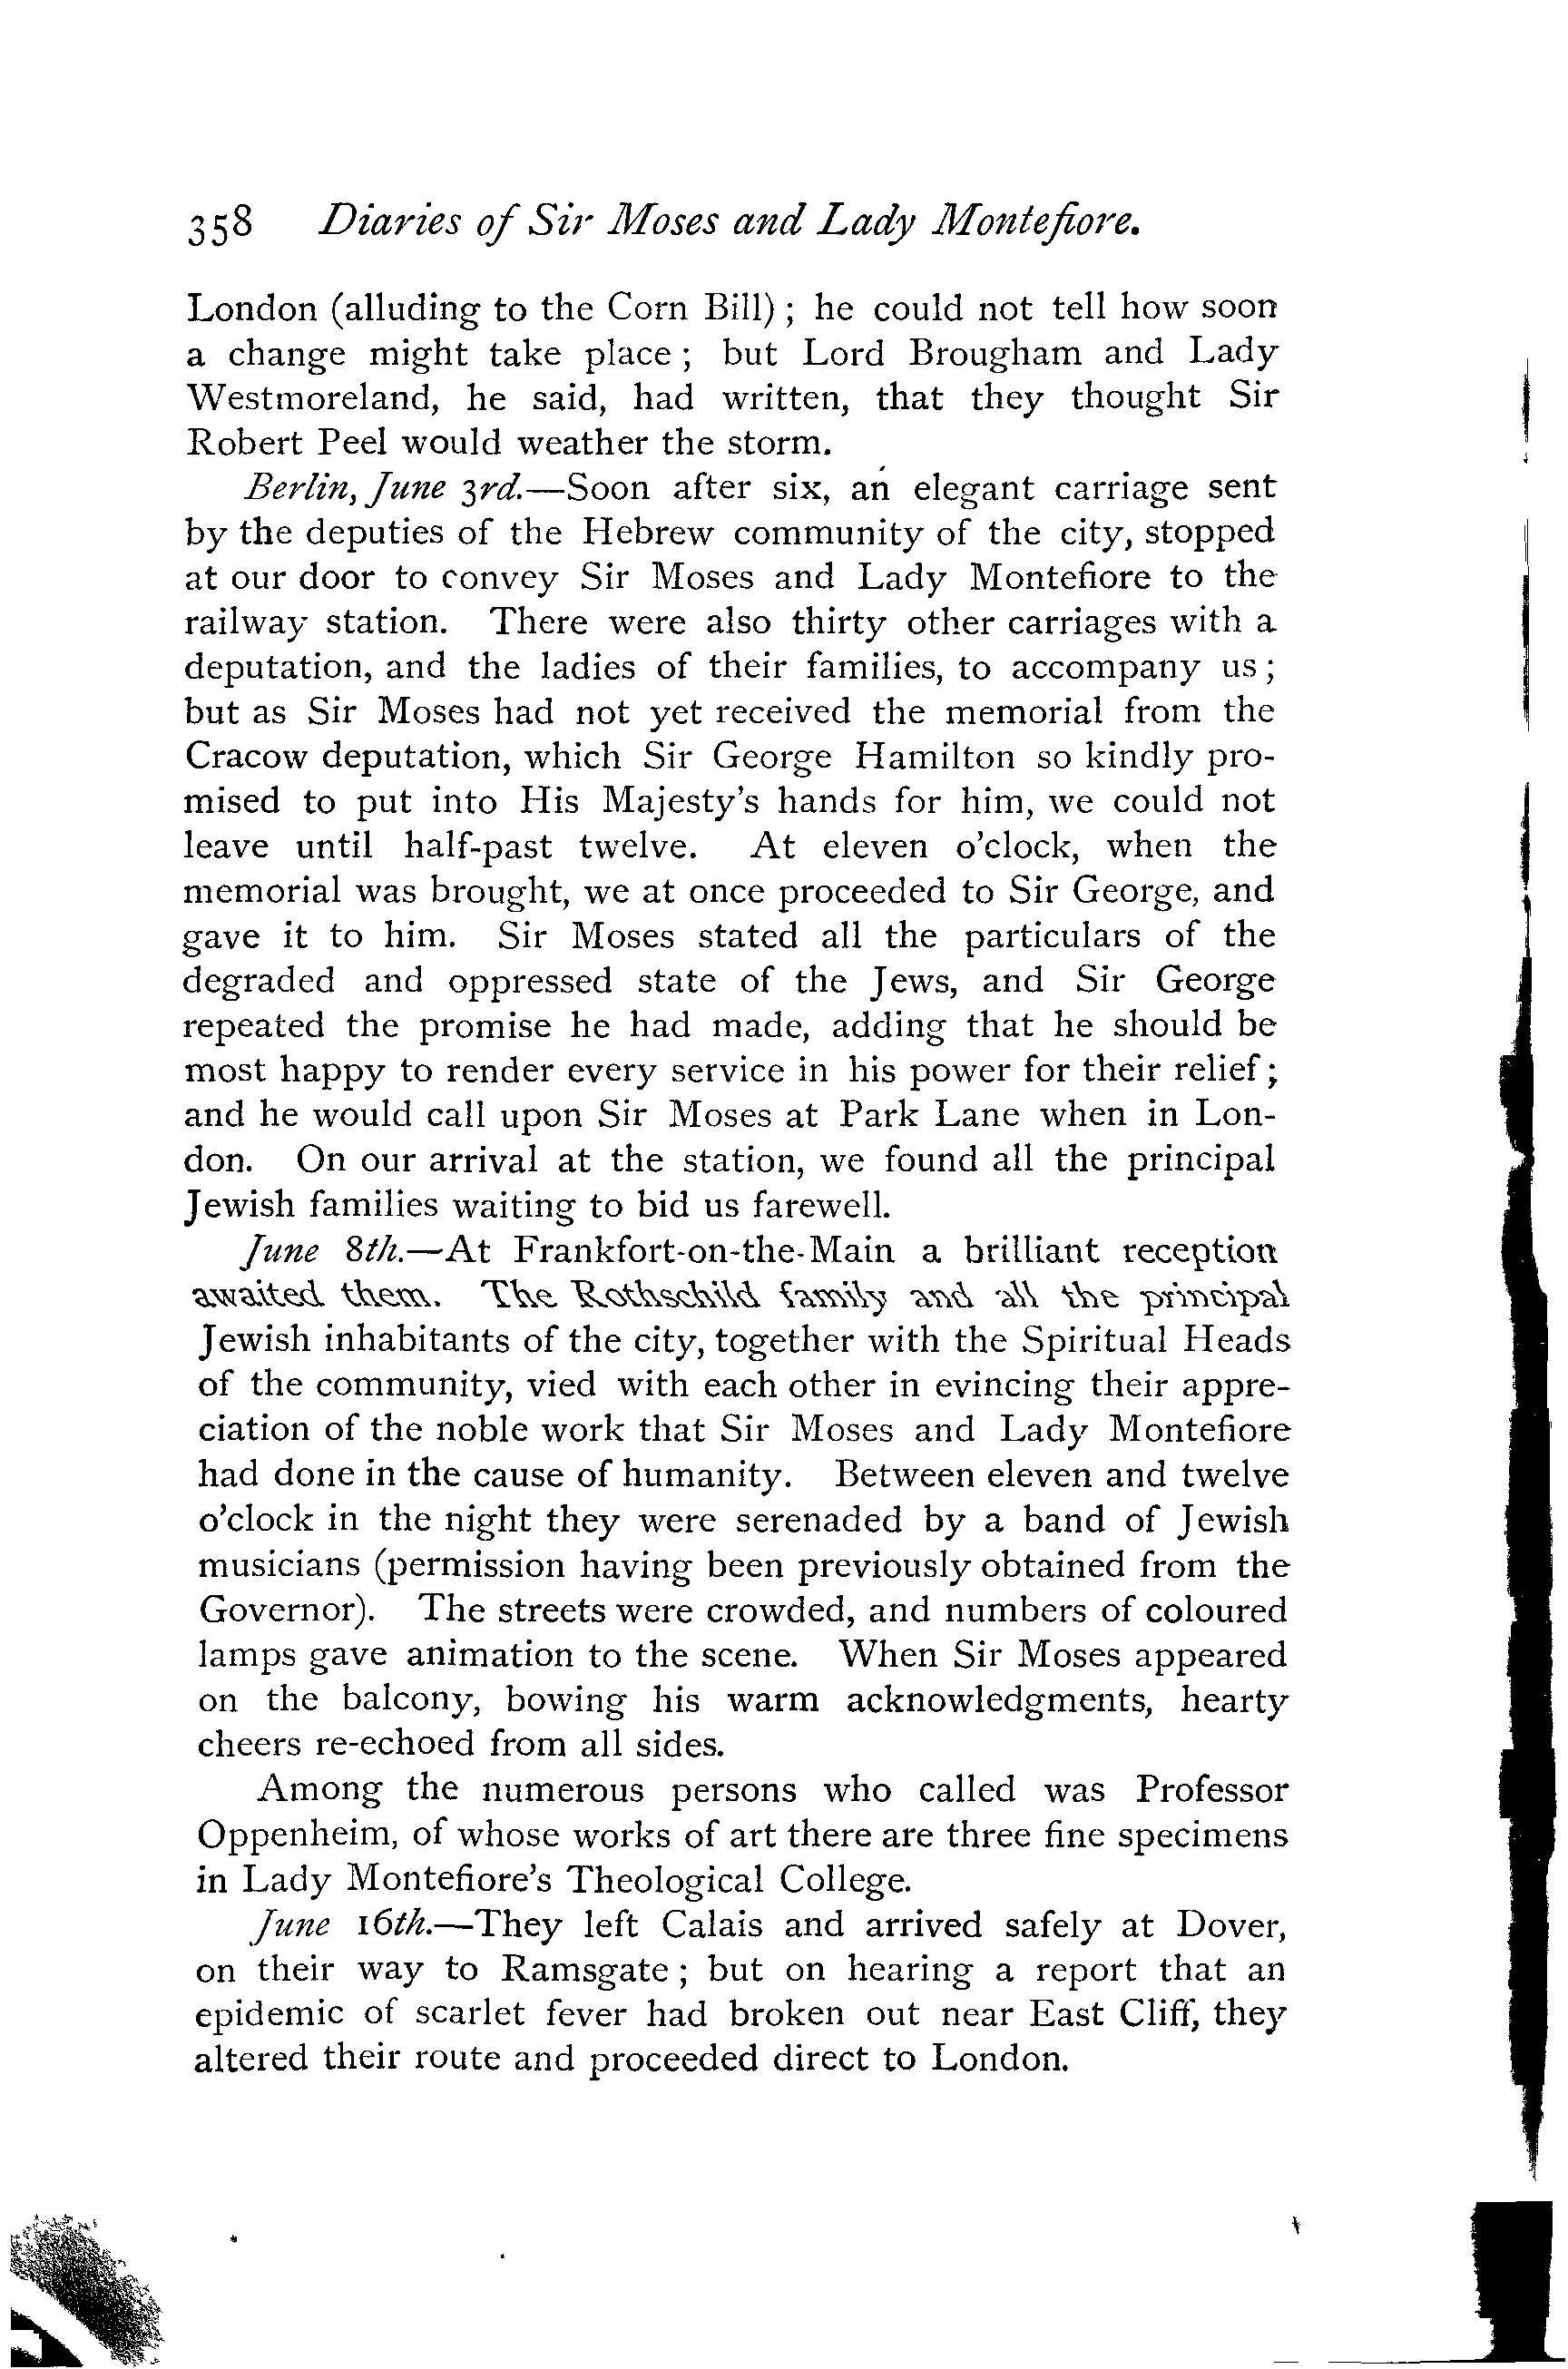 358 Diaries of Sir Moses and Lady Montefiore.
London (alluding to the Corn Bill) ; he could not tell how soon
a change might take place ; but Lord Brougham and Lady
Westmoreland, he said, had written, that they thought Sir
Robert Peel would weather the storm.
Berlin, June 3rd.—Soon after six, an elegant carriage sent
by the deputies of the Hebrew community of the city, stopped
at our door to convey Sir Moses and Lady Montefiore to the
railway station. There were also thirty other carriages with a
deputation, and the ladies of their families, to accompany us ;
but as Sir Moses had not yet received the memorial from the
Cracow deputation, which Sir George Hamilton so kindly pro-
mised to put into His Majesty's hands for him, we could not
leave until half-past twelve. At eleven o'clock, when the
memorial was brought, we at once proceeded to Sir George, and
gave it to him. Sir Moses stated all the particulars of the
degraded and oppressed state of the Jews, and Sir George
repeated the promise he had made, adding that he should be
most happy to render every service in his power for their relief ;
and he would call upon Sir Moses at Park Lane when in Lon-
don. On our arrival at the station, we found all the principal
Jewish families waiting to bid us farewell.
June 8th.—At Frankfort-on-the-Main a brilliant reception
awaited them. The Rothschild family and all the principal
Jewish inhabitants of the city, together with the Spiritual Heads
of the community, vied with each other in evincing their appre-
ciation of the noble work that Sir Moses and Lady Montefiore
had done in the cause of humanity. Between eleven and twelve
o'clock in the night they were serenaded by a band of Jewish
musicians (permission having been previously obtained from the
Governor). The streets were crowded, and numbers of coloured
lamps gave animation to the scene. When Sir Moses appeared
on the balcony, bowing his warm acknowledgments, hearty
cheers re-echoed from all sides.
Among the numerous persons who called was Professor
Oppenheim, of whose works of art there are three fine specimens
in Lady Montefiore's Theological College.
June 16th.—They left Calais and arrived safely at Dover,
on their way to Ramsgate ; but on hearing a report that an
epidemic of scarlet fever had broken out near East Cliff, they
altered their route and proceeded direct to London.